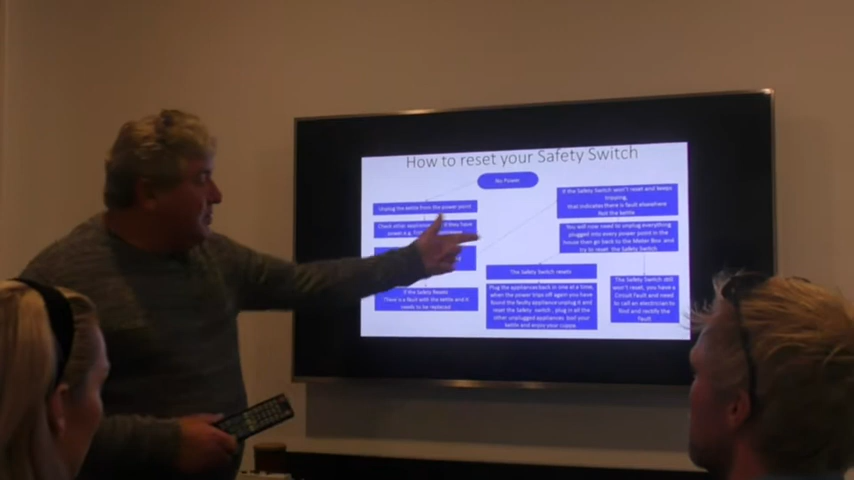 How to reset your Safety Switch
No Power
Unplug the kettle from the power point
Check other appliances if they have
power e.g.
If the Safety Resets
There is a fault with the kettle and it
needs to be replaced
If the Safety Switch won't reset and keeps
tripping,
that indicates there is fault elsewhere
Not the kettle
You will now need to unplug everything
plugged into every power point in the
house then go back to the Meter Box and
try to reset the Safety Switch
The Safety Switch resets
Plug the appliances back in one at a time,
when the power trips off again you have
found the faulty appliance unplug it and
reset the Safety switch, plug in all the
other unplugged appliances boil your
kettle and enjoy your cuppa
The Safety Switch still
won't reset, you have a
Circuit Fault and need
to call an electrician to
find and rectify the
fault